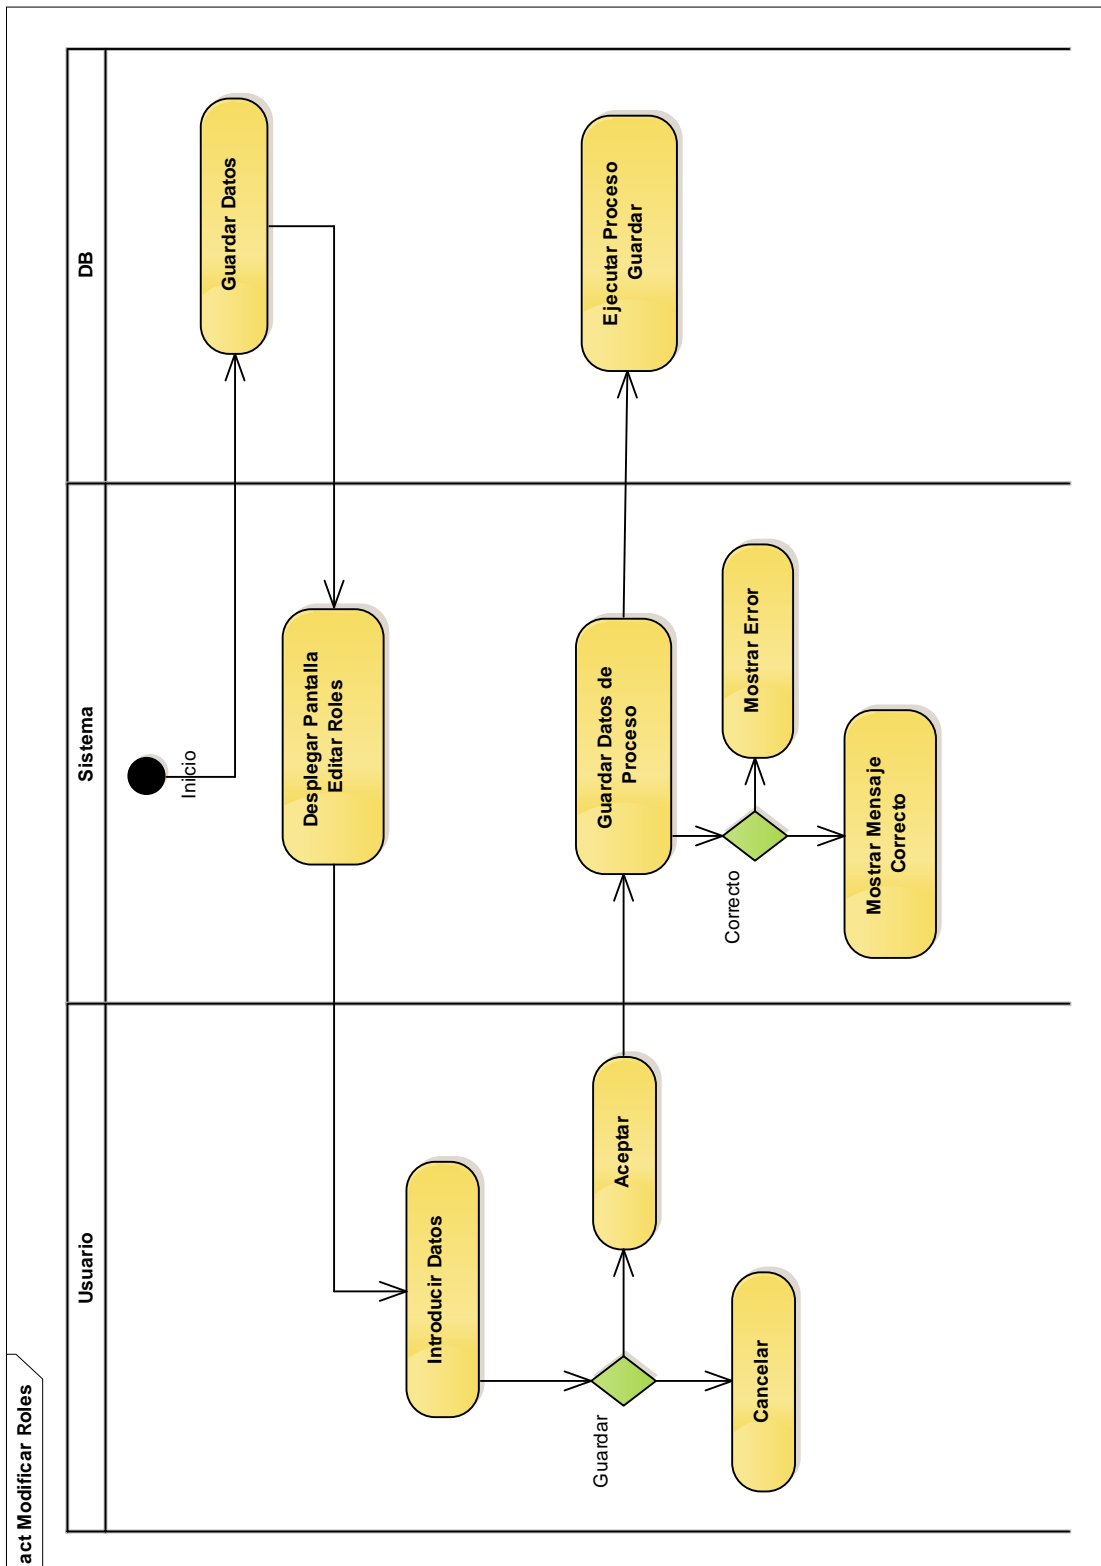 act Modificar Roles
Usuario
Sistema
DB
Inicio
Guardar Datos
Desplegar Pantalla
Editar Roles
Introducir Datos
Guardar
Aceptar
Cancelar
Guardar Datos de
Proceso
Ejecutar Proceso
Guardar
Correcto
Mostrar Error
Mostrar Mensaje
Correcto